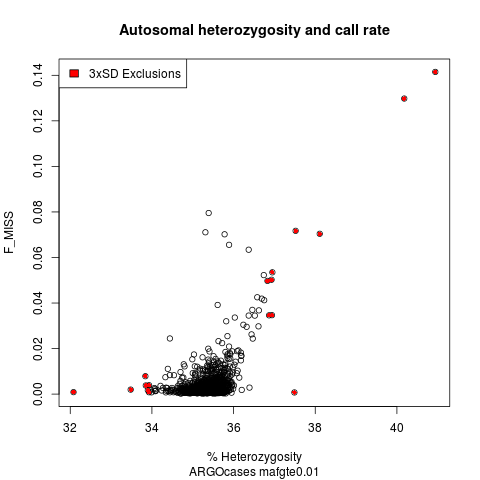 Autosomal heterozygosity and call rate
3xSD Exclusions
F_MISS
0.14
0.12
0.10
0.08
0.06
0.04
0.02
0.00
32 34 36 38 40
% Heterozygosity
ARGOcases mafgte0.01